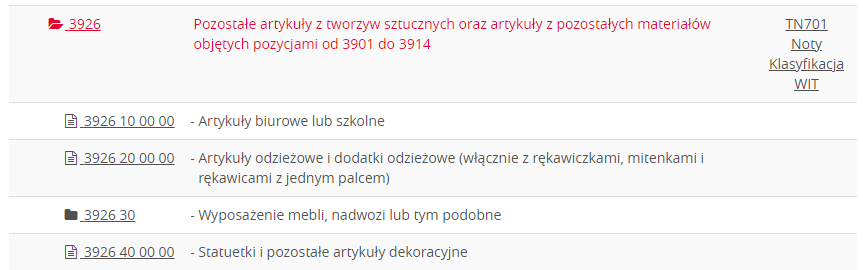 3926 Pozostałe artykuły z tworzyw sztucznych oraz artykuły z pozostałych materiałów TN701
objętych pozycjami od 3901 do 3914 Noty
Klasyfikacja
WIT
3926 10 00 00 - Artykuły biurowe lub szkolne
3926 20 00 00 - Artykuły odzieżowe i dodatki odzieżowe (włącznie z rękawiczkami, mitenkami i
rękawicami z jednym palcem)
3926 30 - Wyposażenie mebli, nadwozi lub tym podobne
3926 40 00 00 - Statuetki i pozostałe artykuły dekoracyjne